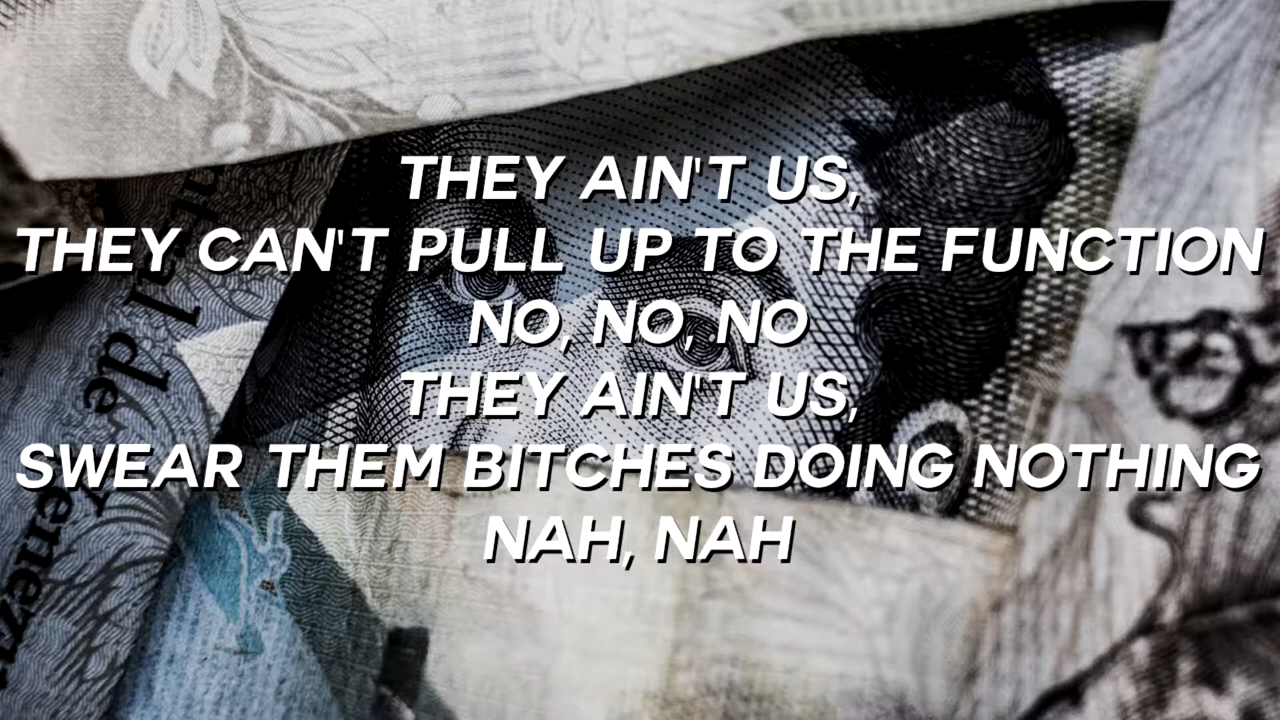 THEY AIN'T US,
THEY CAN'T PULL UP TO THE FUNCTION
NO, NO, NO
THEY AIN'T US,
SWEAR THEM BITCHES DOING NOTHING
NAH, NAH